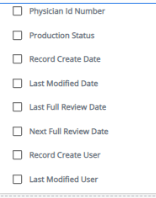 Physician Id Number
Production Status
Record Create Date
Last Modified Date
Last Full Review Date
Next Full Review Date
Record Create User
Last Modified User